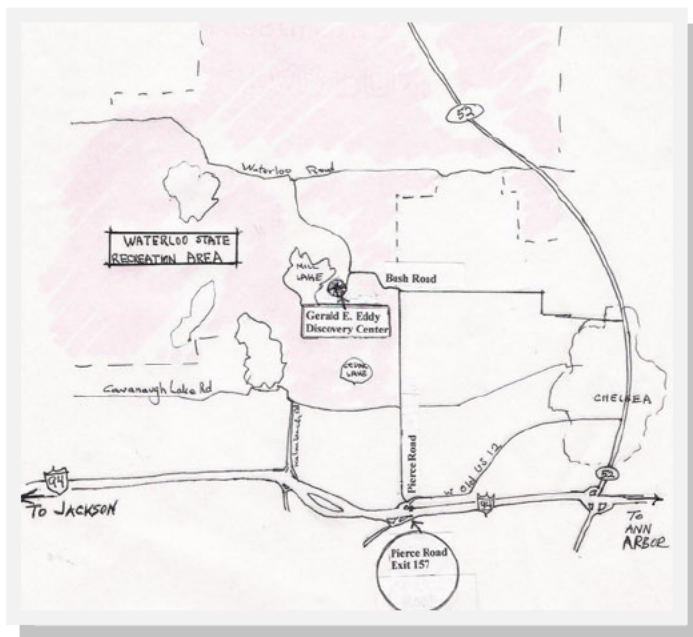 52
Waterloo Road
WATERLOO STATE
RECREATION AREA
MILL
LAKE
Bush Road
Gerald E. Eddy
Discovery Center
LAKE
Cavanaugh Lake Rd
CHELSEA
Pierce Road
W Old US 12
52
94
94
TO JACKSON
TO
ANN
ARBOR
Pierce Road
Exit 157